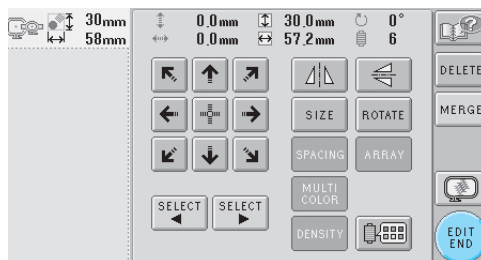 30mm 0.0mm 30.0mm 0°
58mm 0.0mm 57.2mm 6
DELETE
SIZE ROTATE MERGE
SPACING ARRAY
MULTI
COLOR
SELECT SELECT
DENSITY EDIT
END